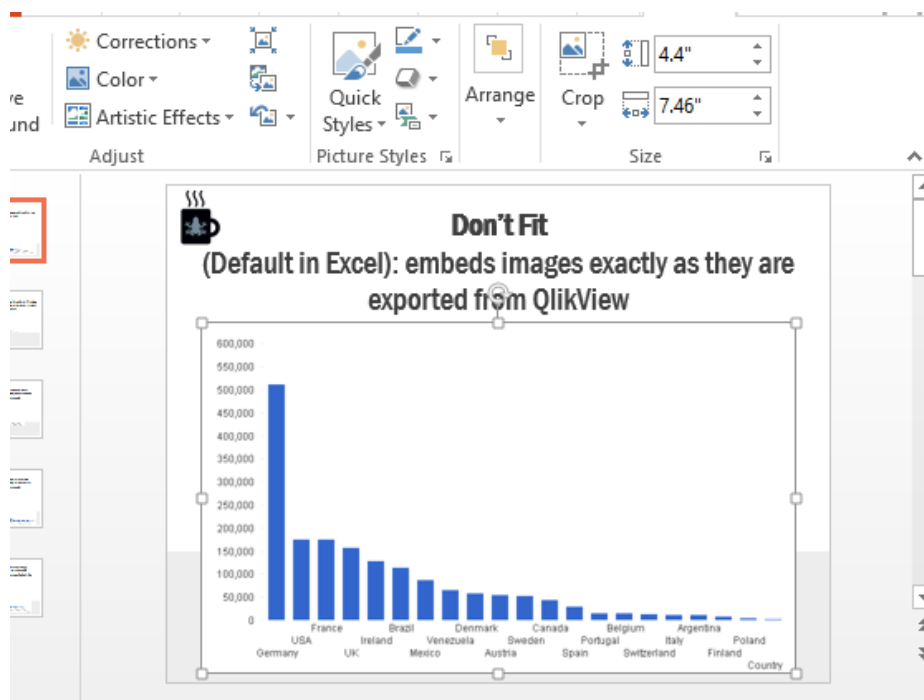 Corrections
Color
Artistic Effects
ve
und
Adjust
Quick
Styles
Picture Styles
Arrange
Crop
4.4"
7.46"
Size
Don't Fit
(Default in Excel): embeds images exactly as they are
exported from QlikView
600,000
550,000
500,000
450,000
400,000
350,000
300,000
250,000
200,000
150,000
100,000
50,000
0
France Brazil Denmark Canada Belgium Argentina
USA Ireland Venezuela Sweden Portugal Italy Poland
Germany UK Mexico Austria Spain Switzerland Finland
Country